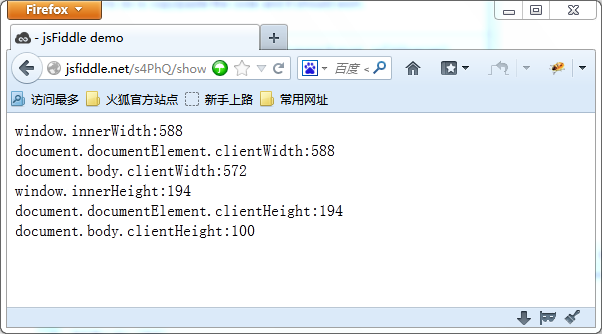 Firefox
- jsFiddle demo
jsfiddle.net/s4PhQ/show
百度 <
访问最多 火狐官方站点 新手上路 常用网址
window.innerWidth:588
document.documentElement.clientWidth:588
document.body.clientWidth:572
window.innerHeight:194
document.documentElement.clientHeight:194
document.body.clientHeight:100